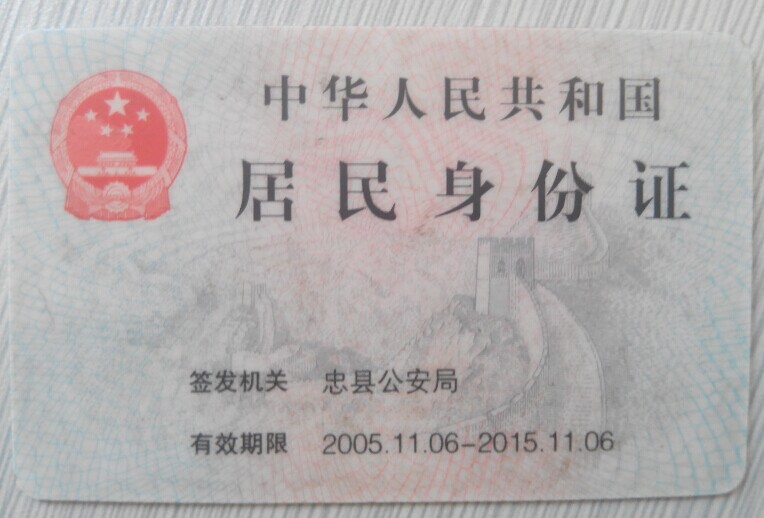 中华人民共和国
居民身份证
签发机关 忠县公安局
有效期限 2005.11.06-2015.11.06